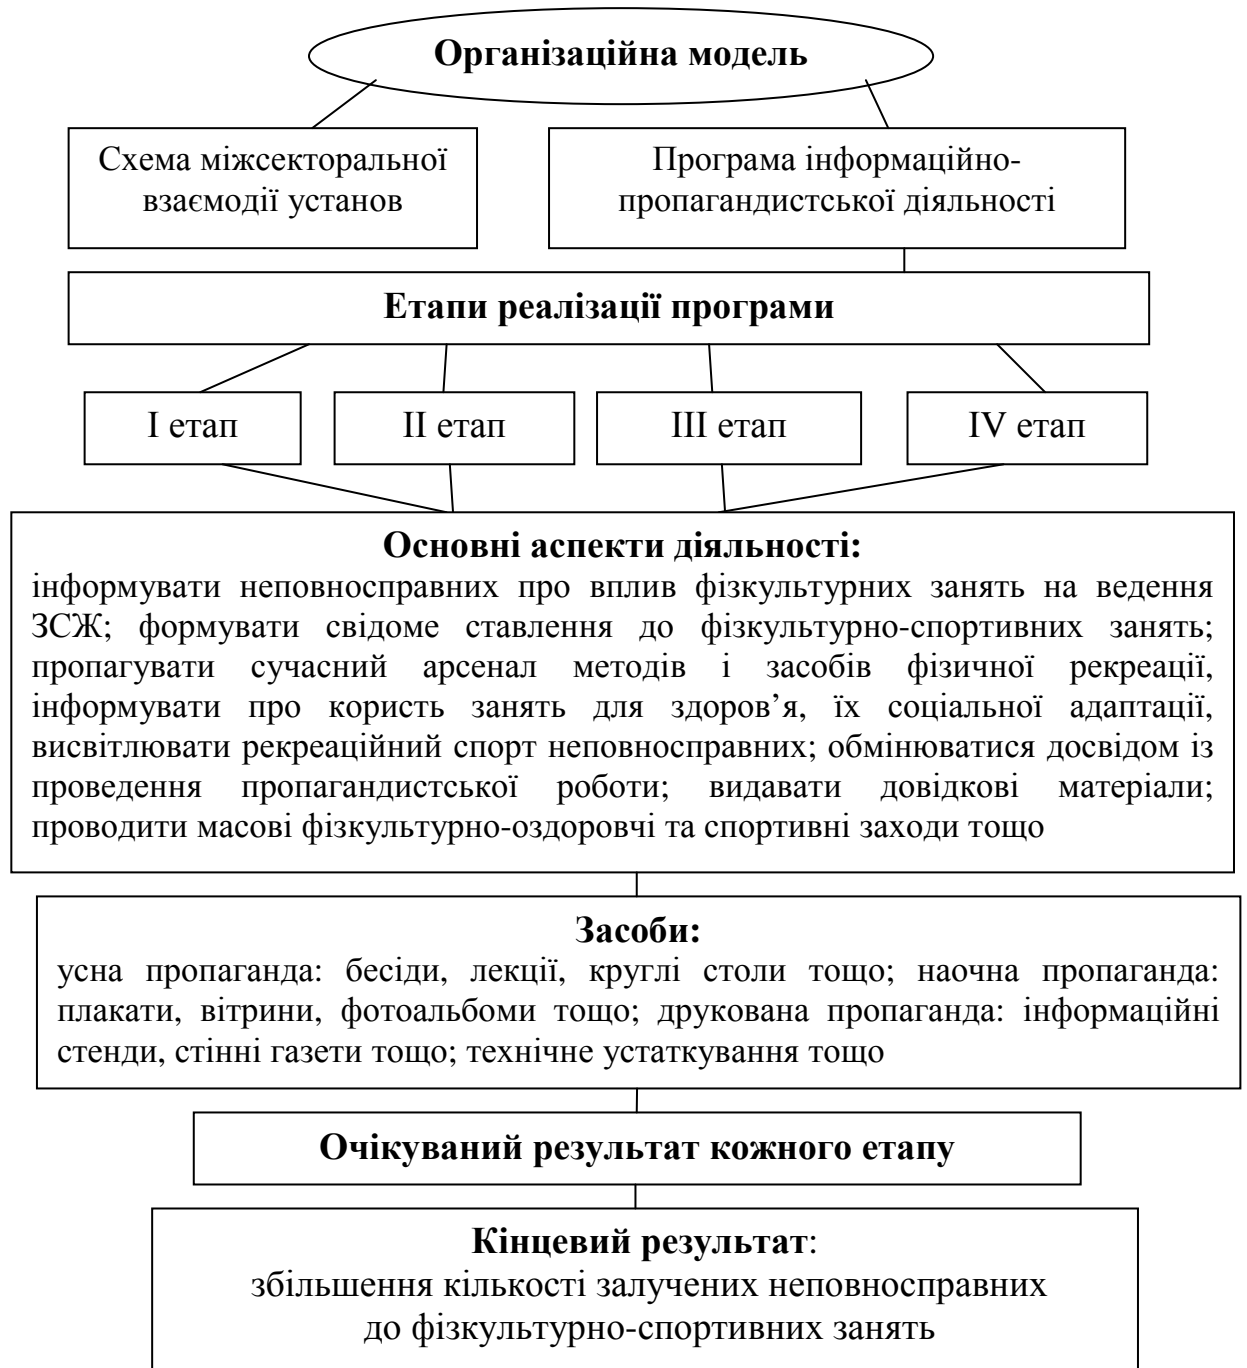 Організаційна модель
Схема міжсекторальної
взаємодії установ
Програма інформаційно-
пропагандистської діяльності
Етапи реалізації програми
І етап
ІІ етап
ІІІ етап
ІV етап
Основні аспекти діяльності:
інформувати неповносправних про вплив фізкультурних занять на ведення
ЗСЖ; формувати свідоме ставлення до фізкультурно-спортивних занять;
пропагувати сучасний арсенал методів і засобів фізичної рекреації,
інформувати про користь занять для здоров’я, їх соціальної адаптації,
висвітлювати рекреаційний спорт неповносправних; обмінюватися досвідом із
проведення пропагандистської роботи; видавати довідкові матеріали;
проводити масові фізкультурно-оздоровчі та спортивні заходи тощо
Засоби:
усна пропаганда: бесіди, лекції, круглі столи тощо; наочна пропаганда:
плакати, вітрини, фотоальбоми тощо; друкована пропаганда: інформаційні
стенди, стінні газети тощо; технічне устаткування тощо
Очікуваний результат кожного етапу
Кінцевий результат:
збільшення кількості залучених неповносправних
до фізкультурно-спортивних занять